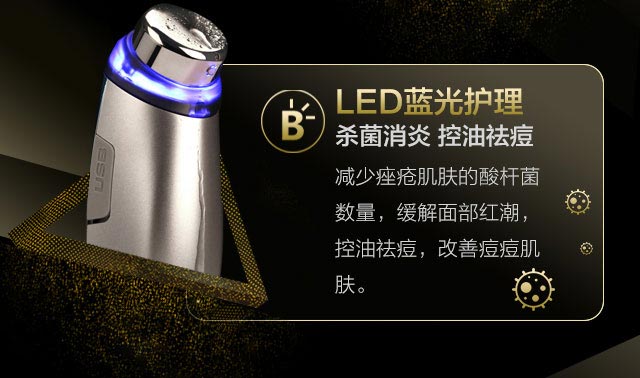 LED蓝光护理
B
杀菌消炎 控油祛痘
减少痤疮肌肤的酸杆菌
数量，缓解面部红潮，
控油祛痘，改善痘痘肌
肤。
USB